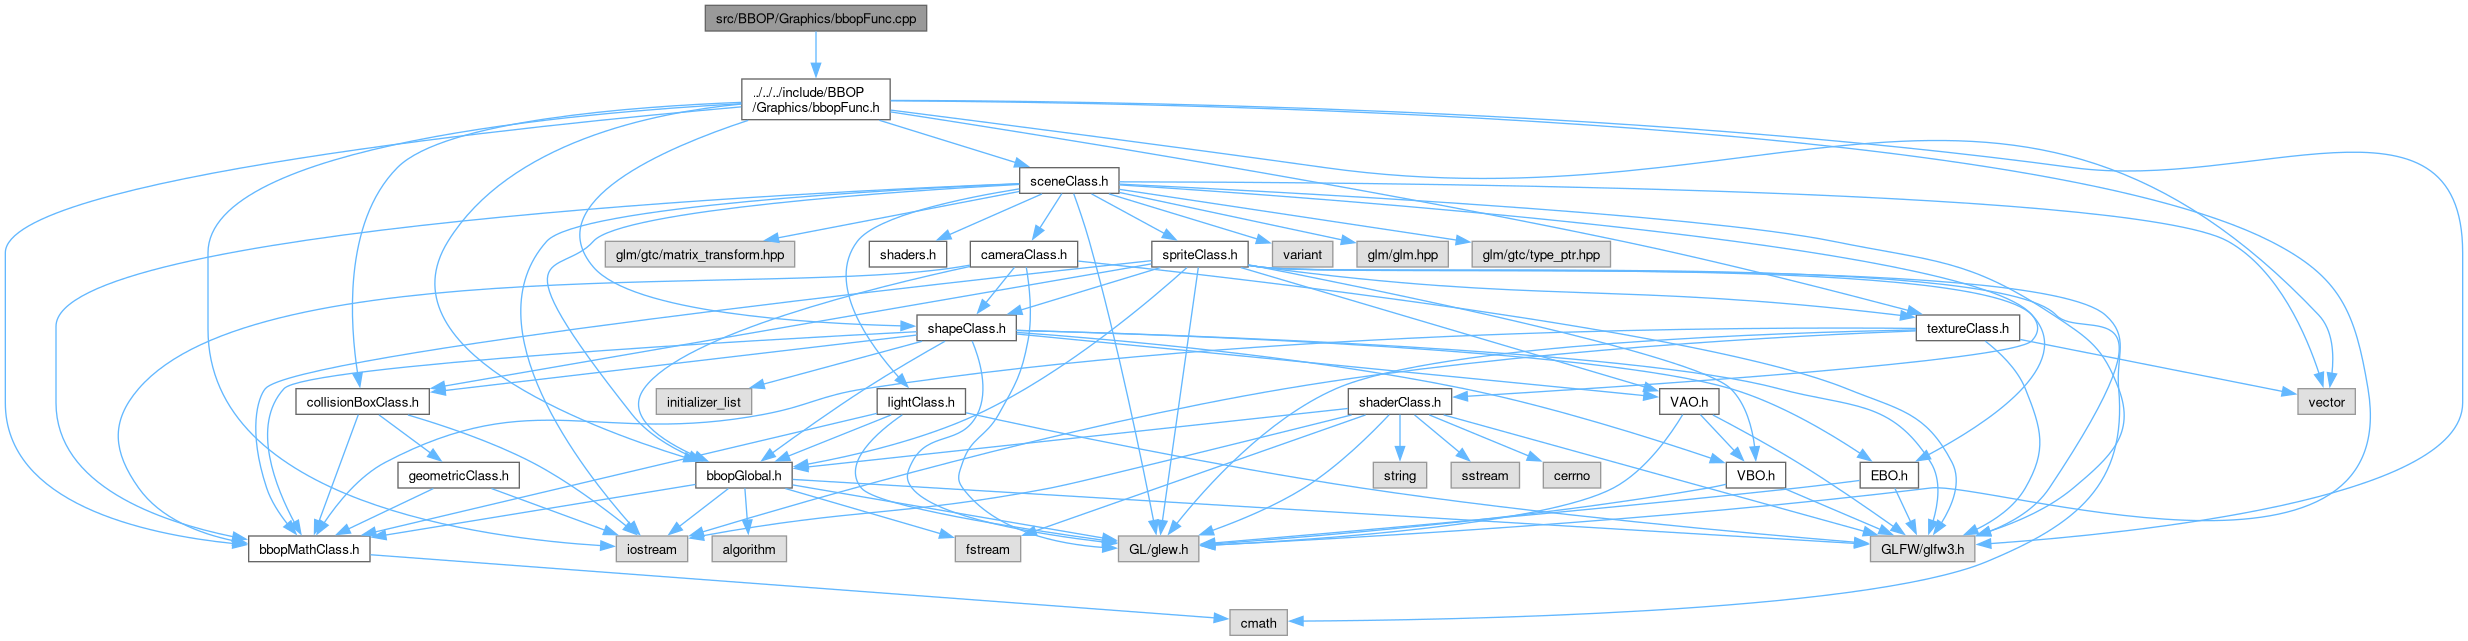 src/BBOP/Graphics/bbopFunc.cpp
../../../include/BBOP
/Graphics/bbopFunc.h
sceneClass.h
glm/gtc/matrix_transform.hpp
shaders.h
cameraClass.h
spriteClass.h
variant
glm/glm.hpp
glm/gtc/type_ptr.hpp
shapeClass.h
textureClass.h
collisionBoxClass.h
initializer_list
lightClass.h
shaderClass.h
VAO.h
vector
geometricClass.h
bbopGlobal.h
string
sstream
cerrno
VBO.h
EBO.h
bbopMathClass.h
iostream
algorithm
fstream
GL/glew.h
GLFW/glfw3.h
cmath